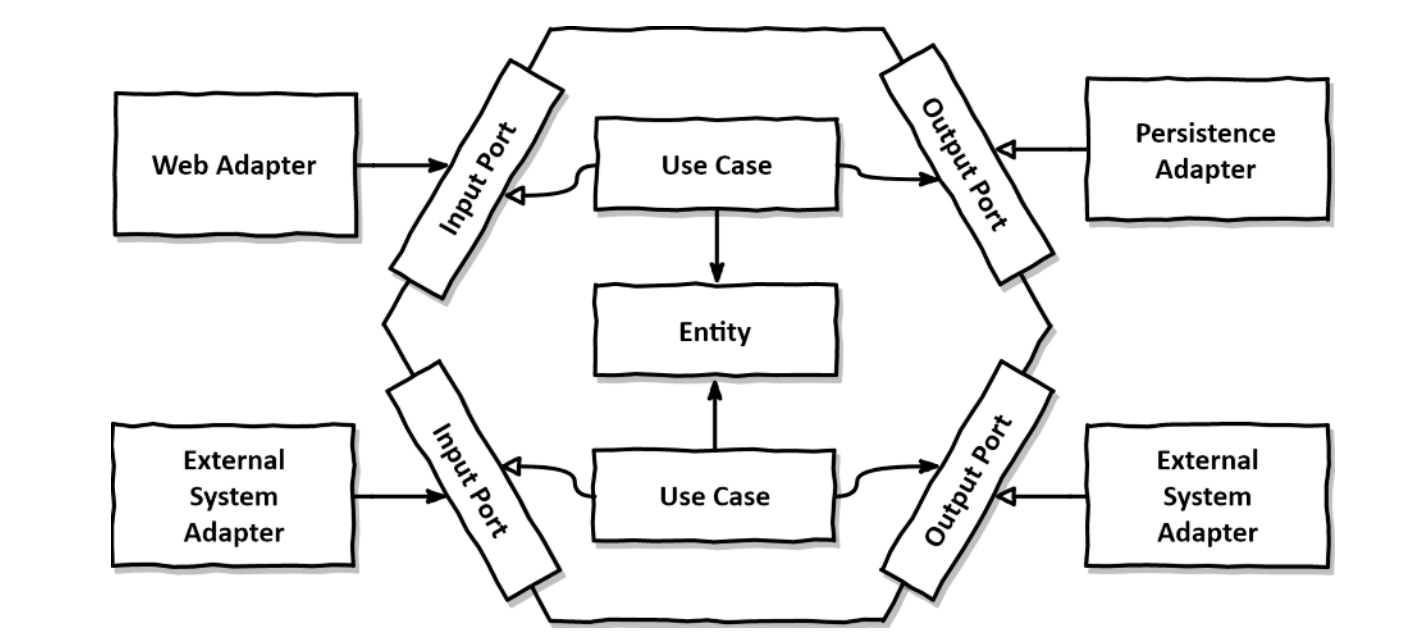 Web Adapter
Input Port
Use Case
Output Port
Persistence
Adapter
Entity
External
System
Adapter
Input Port
Use Case
Output Port
External
System
Adapter